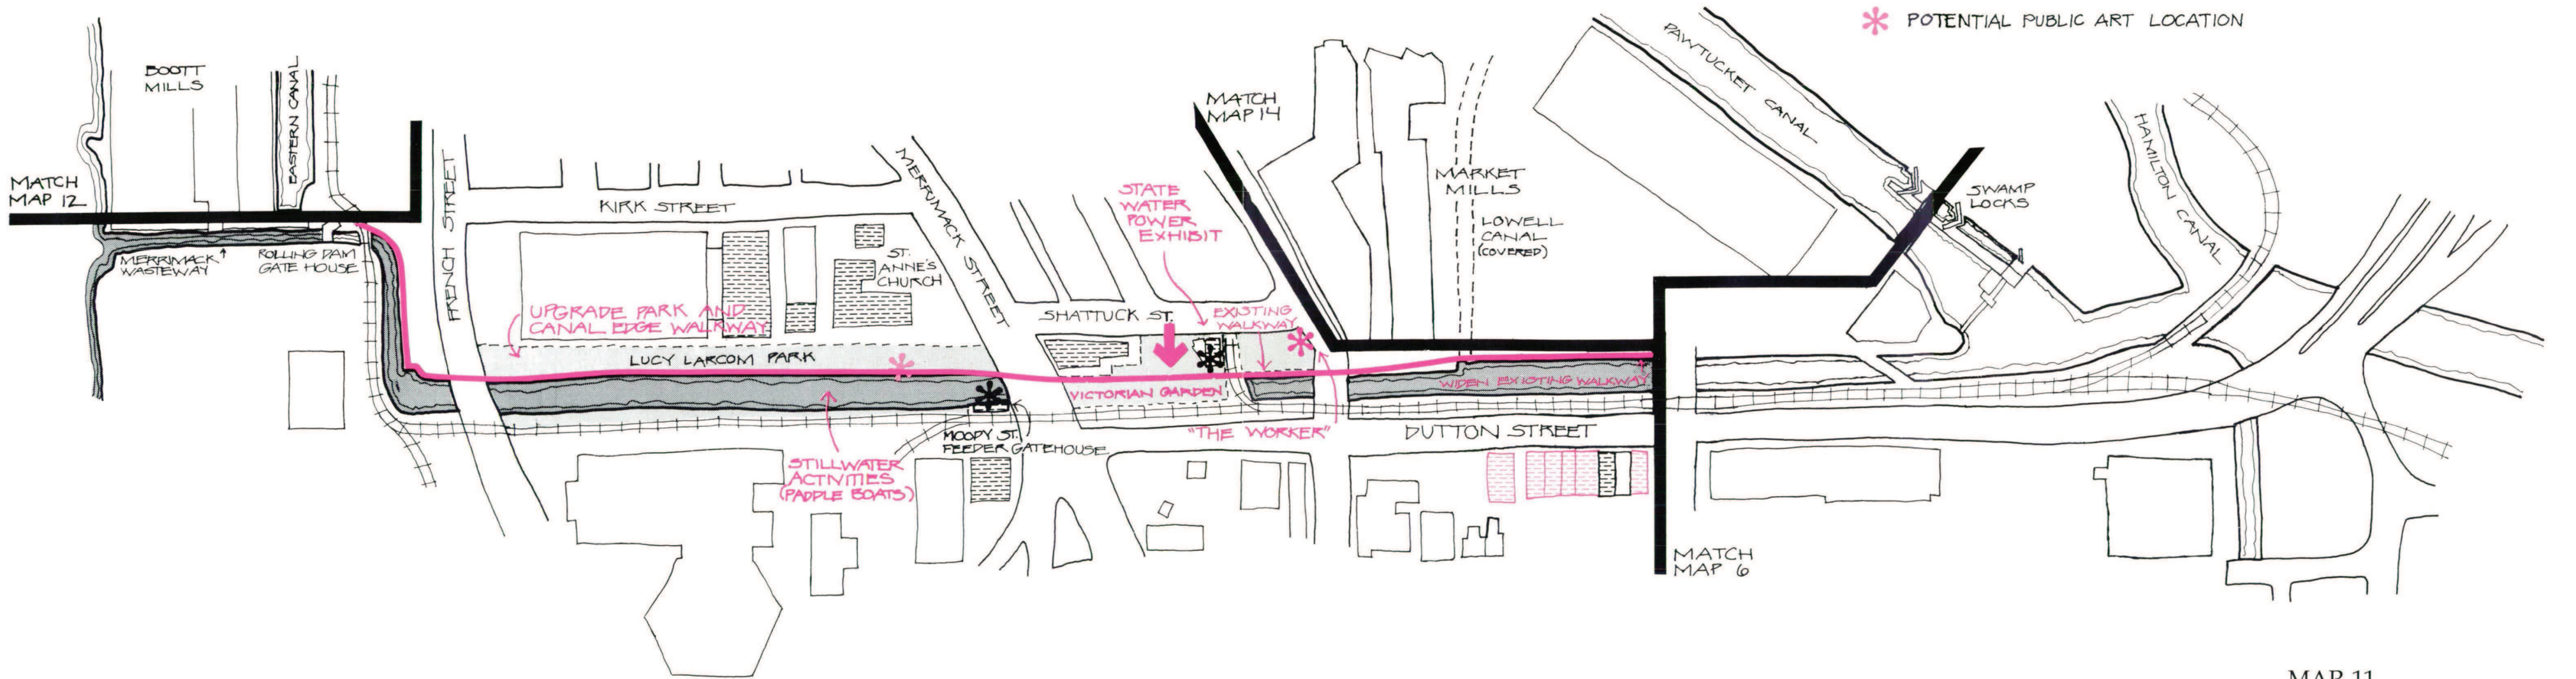 POTENTIAL PUBLIC ART LOCATION
BOOTT
MILLS
EASTERN CANAL
MATCH
MAP 12
MERRIMACK
WASTEWAY
ROLLING DAM
GATE HOUSE
FRENCH STREET
KIRK STREET
MERRIMACK STREET
ST.
ANNE'S
CHURCH
UPGRADE PARK AND
CANAL EDGE WALKWAY
LUCY LARCOM PARK
STILLWATER
ACTIVITIES
(PADDLE BOATS)
MOODY ST.
FEEDER GATEHOUSE
SHATTUCK ST.
STATE
WATER
POWER
EXHIBIT
EXISTING
WALKWAY
VICTORIAN GARDEN
"THE WORKER"
MATCH
MAP 14
MARKET
MILLS
LOWELL
CANAL
(COVERED)
WIDEN EXISTING WALKWAY
DUTTON STREET
MATCH
MAP 6
PAWTUCKET CANAL
SWAMP
LOCKS
HAMILTON CANAL
MAP 11